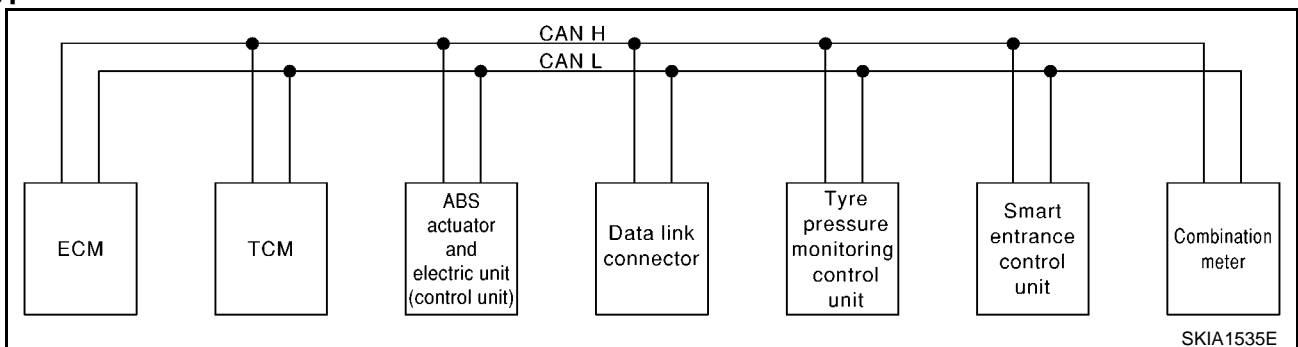 CAN H
CAN L
ECM
TCM
ABS
actuator
and
electric unit
(control unit)
Data link
connector
Tyre
pressure
monitoring
control
unit
Smart
entrance
control
unit
Combination
meter
SKIA1535E